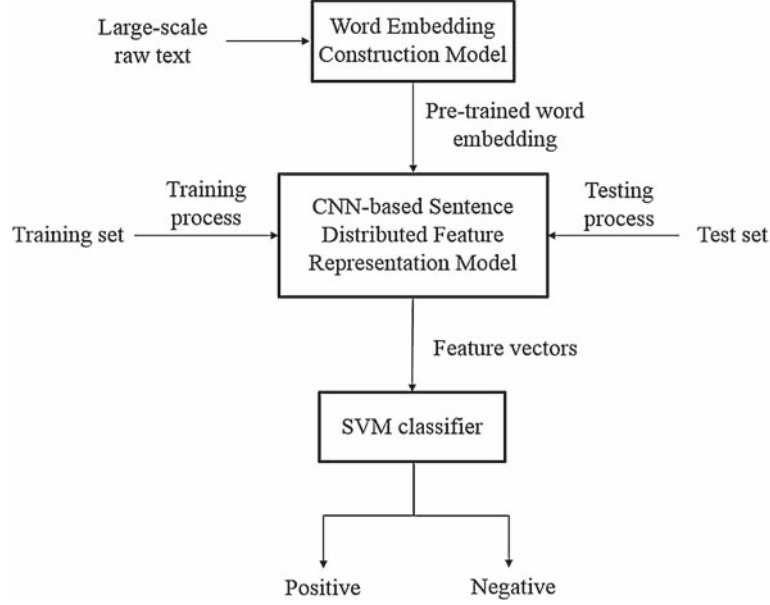 Large-scale
raw text
Word Embedding
Construction Model
Pre-trained word
embedding
Training
process
Training set
CNN-based Sentence
Distributed Feature
Representation Model
Testing
process
Test set
Feature vectors
SVM classifier
Positive
Negative